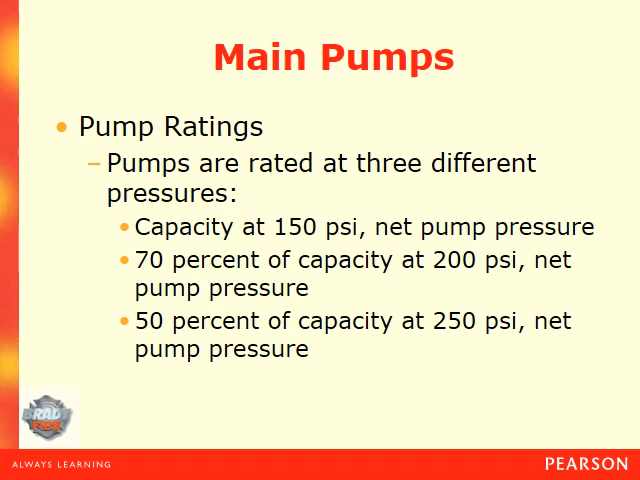 Main Pumps
• Pump Ratings
– Pumps are rated at three different
pressures:
• Capacity at 150 psi, net pump pressure
• 70 percent of capacity at 200 psi, net
pump pressure
• 50 percent of capacity at 250 psi, net
pump pressure
BRADY
FIRE
ALWAYS LEARNING
PEARSON